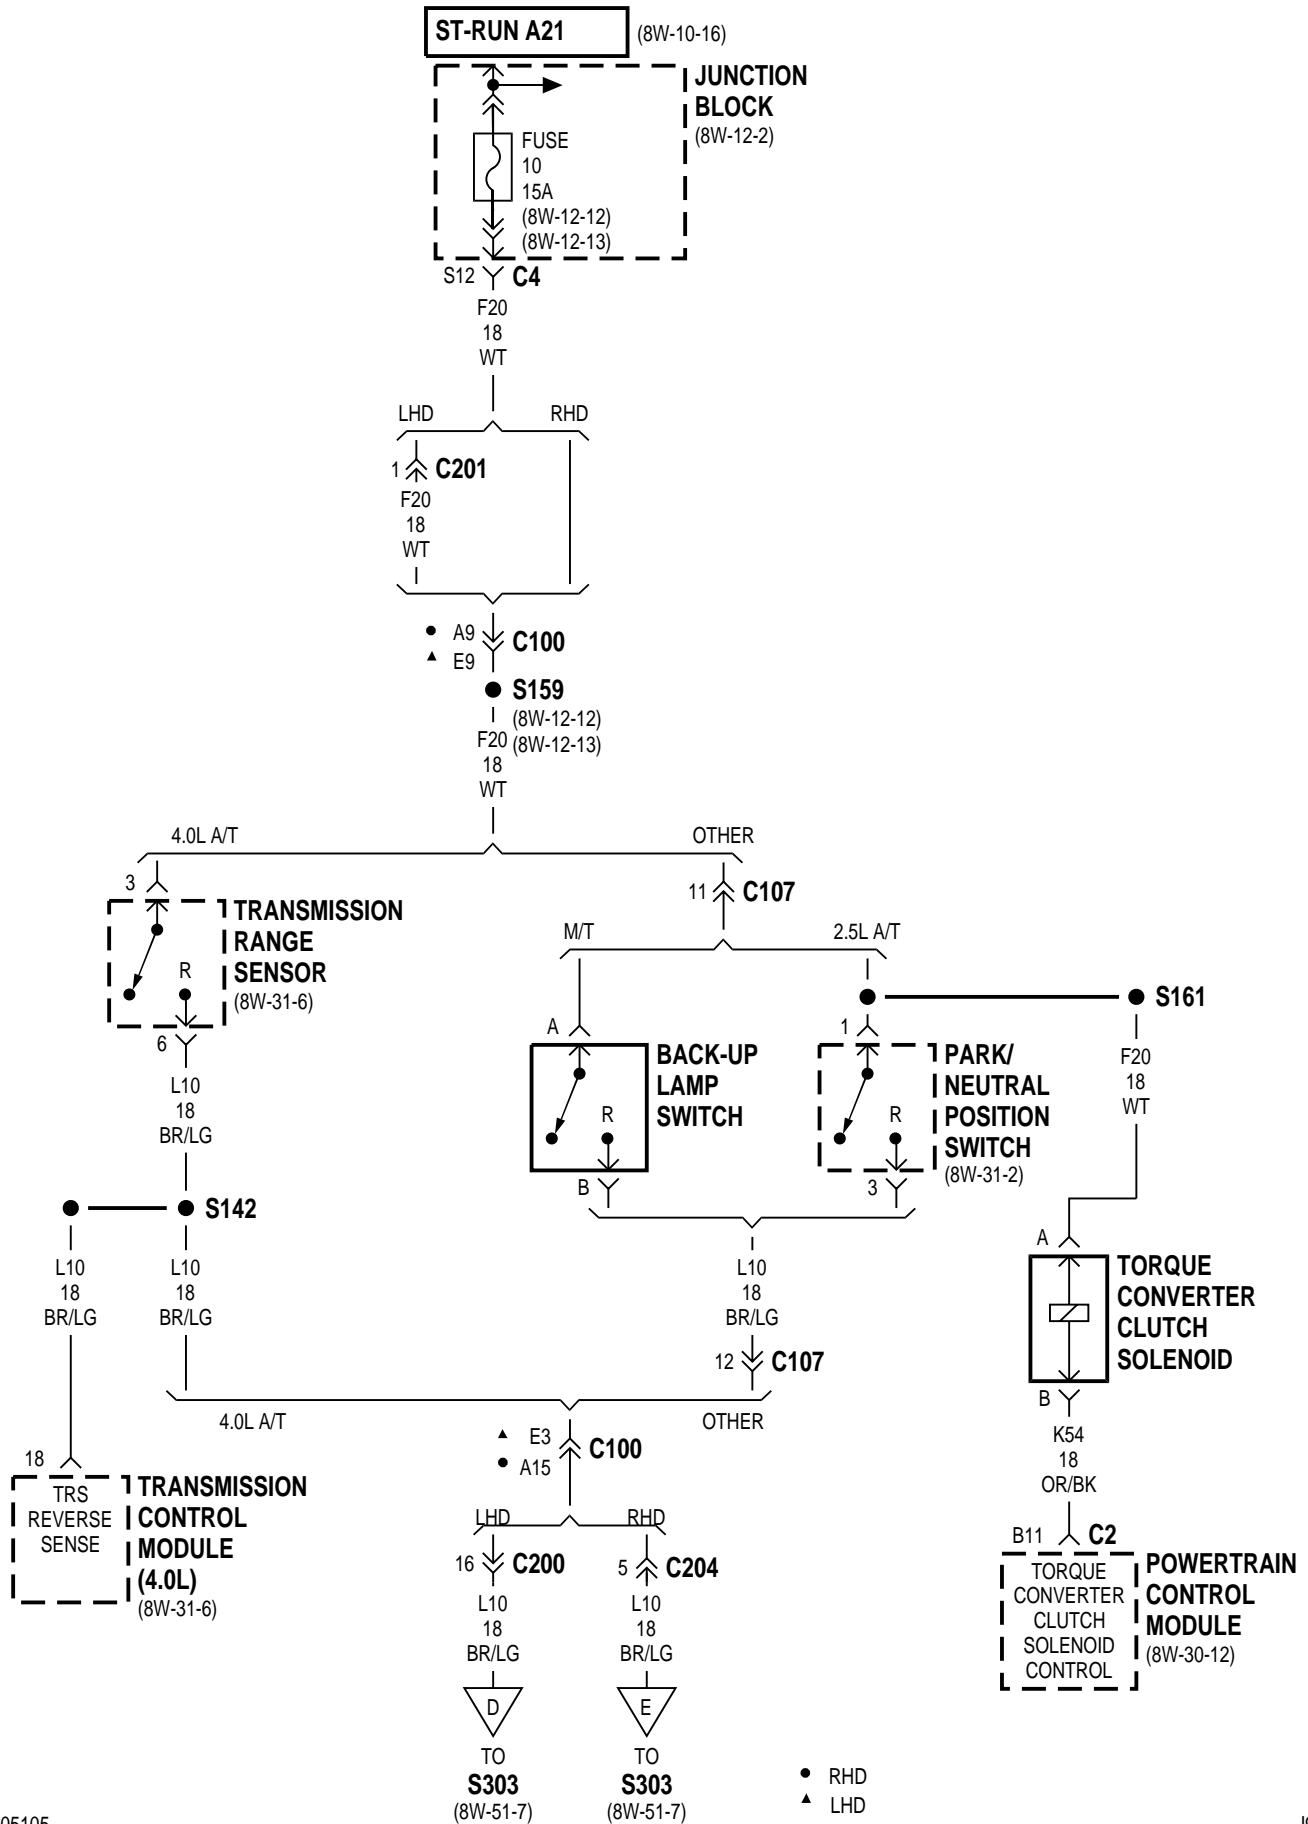 ST-RUN A21
(8W-10-16)
JUNCTION
BLOCK
(8W-12-2)
FUSE
10
15A
(8W-12-12)
(8W-12-13)
S12
C4
F20
18
WT
LHD
RHD
1
C201
F20
18
WT
A9
E9
C100
S159
(8W-12-12)
(8W-12-13)
F20
18
WT
4.0L A/T
OTHER
3
TRANSMISSION
RANGE
SENSOR
(8W-31-6)
R
6
L10
18
BR/LG
11
C107
M/T
2.5L A/T
S161
A
BACK-UP
LAMP
SWITCH
R
B
1
PARK/
NEUTRAL
POSITION
SWITCH
(8W-31-2)
R
3
F20
18
WT
S142
L10
18
BR/LG
L10
18
BR/LG
L10
18
BR/LG
12
C107
A
TORQUE
CONVERTER
CLUTCH
SOLENOID
B
K54
18
OR/BK
4.0L A/T
OTHER
E3
A15
C100
18
TRS
REVERSE
SENSE
TRANSMISSION
CONTROL
MODULE
(4.0L)
(8W-31-6)
LHD
RHD
16
C200
5
C204
L10
18
BR/LG
L10
18
BR/LG
B11
C2
TORQUE
CONVERTER
CLUTCH
SOLENOID
CONTROL
POWERTRAIN
CONTROL
MODULE
(8W-30-12)
D
E
TO
S303
(8W-51-7)
TO
S303
(8W-51-7)
RHD
LHD